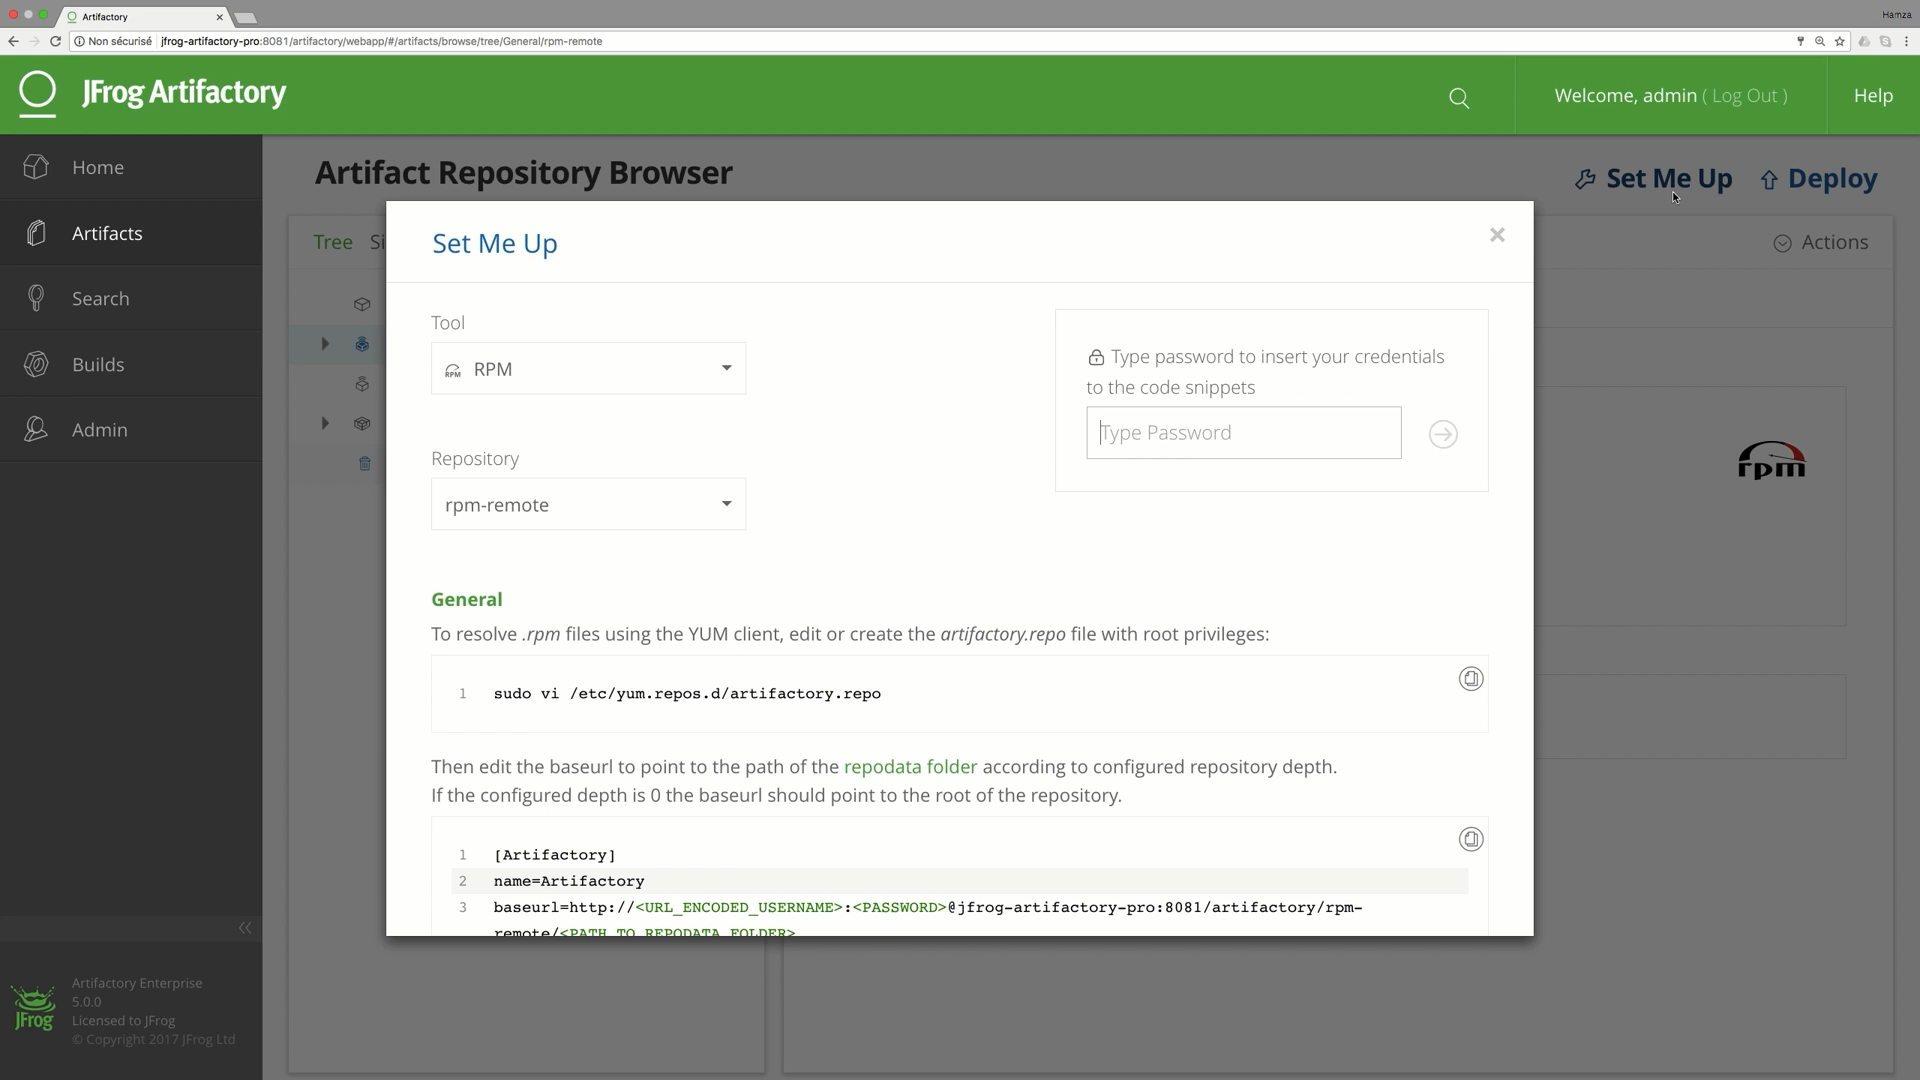 Artifactory
Hamza
Non sécurisé jfrog-artifactory-pro:8081/artifactory/webapp/#/artifacts/browse/tree/General/rpm-remote
JFrog Artifactory
Welcome, admin ( Log Out )
Help
Home
Artifacts
Search
Builds
Admin
Artifact Repository Browser
Set Me Up
Deploy
Tree Si
Actions
Set Me Up
×
Tool
RPM RPM
Type password to insert your credentials
to the code snippets
Type Password
Repository
rpm-remote
rpm
General
To resolve .rpm files using the YUM client, edit or create the artifactory.repo file with root privileges:
1 sudo vi /etc/yum.repos.d/artifactory.repo
Then edit the baseurl to point to the path of the repodata folder according to configured repository depth.
If the configured depth is 0 the baseurl should point to the root of the repository.
1 [Artifactory]
2 name=Artifactory
3 baseurl=http://<URL_ENCODED_USERNAME>:<PASSWORD>@jfrog-artifactory-pro:8081/artifactory/rpm-
remote/<PATH_TO_REPODATA_FOLDER>
JFrog
Artifactory Enterprise
5.0.0
Licensed to JFrog
© Copyright 2017 JFrog Ltd